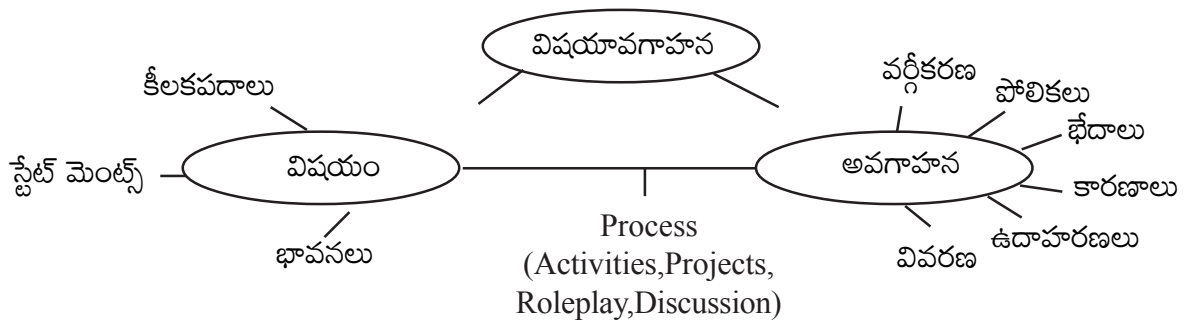 విషయావగాహన
కీలకపదాలు
స్టేట్ మెంట్స్
విషయం
భావనలు
Process
(Activities,Projects,
Roleplay,Discussion)
అవగాహన
వర్గీకరణ
పోలికలు
భేదాలు
కారణాలు
ఉదాహరణలు
వివరణ